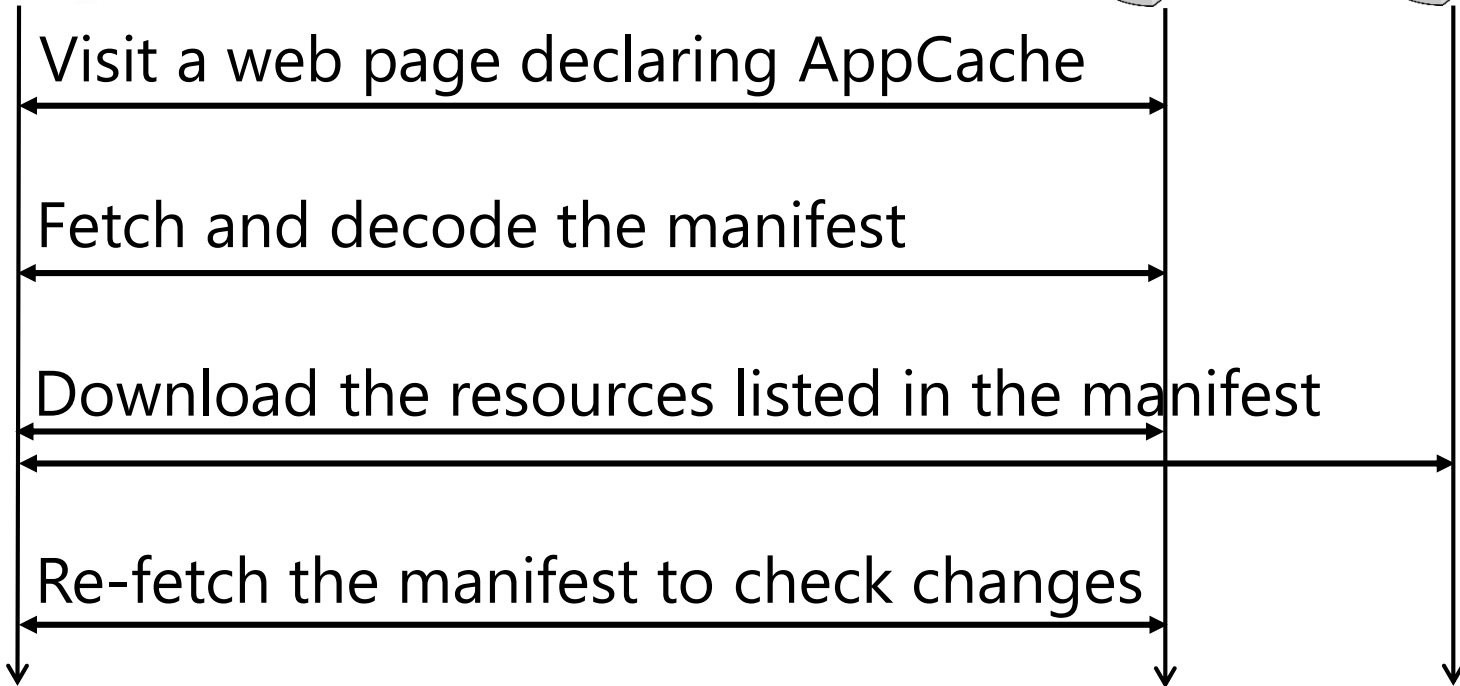 Visit a web page declaring AppCache
Fetch and decode the manifest
Download the resources listed in the manifest
Re-fetch the manifest to check changes